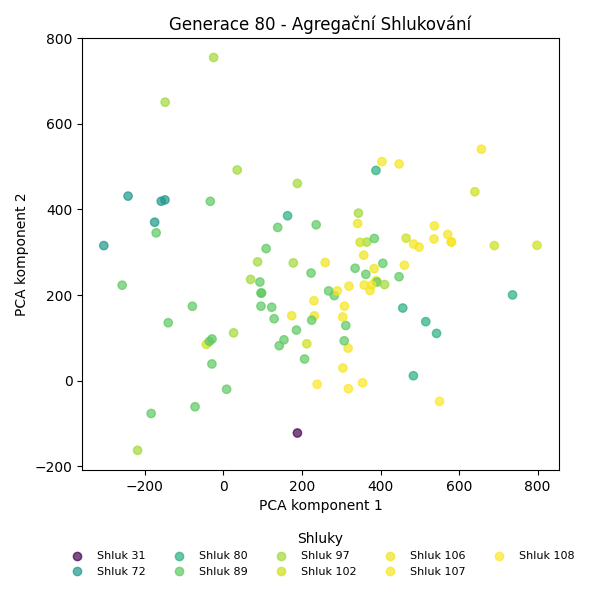 Generace 80 - Agregační Shlukování
PCA komponent 2
800
600
400
200
0
−200
−200 0 200 400 600 800
PCA komponent 1
Shluky
Shluk 31 Shluk 80 Shluk 97 Shluk 106 Shluk 108
Shluk 72 Shluk 89 Shluk 102 Shluk 107